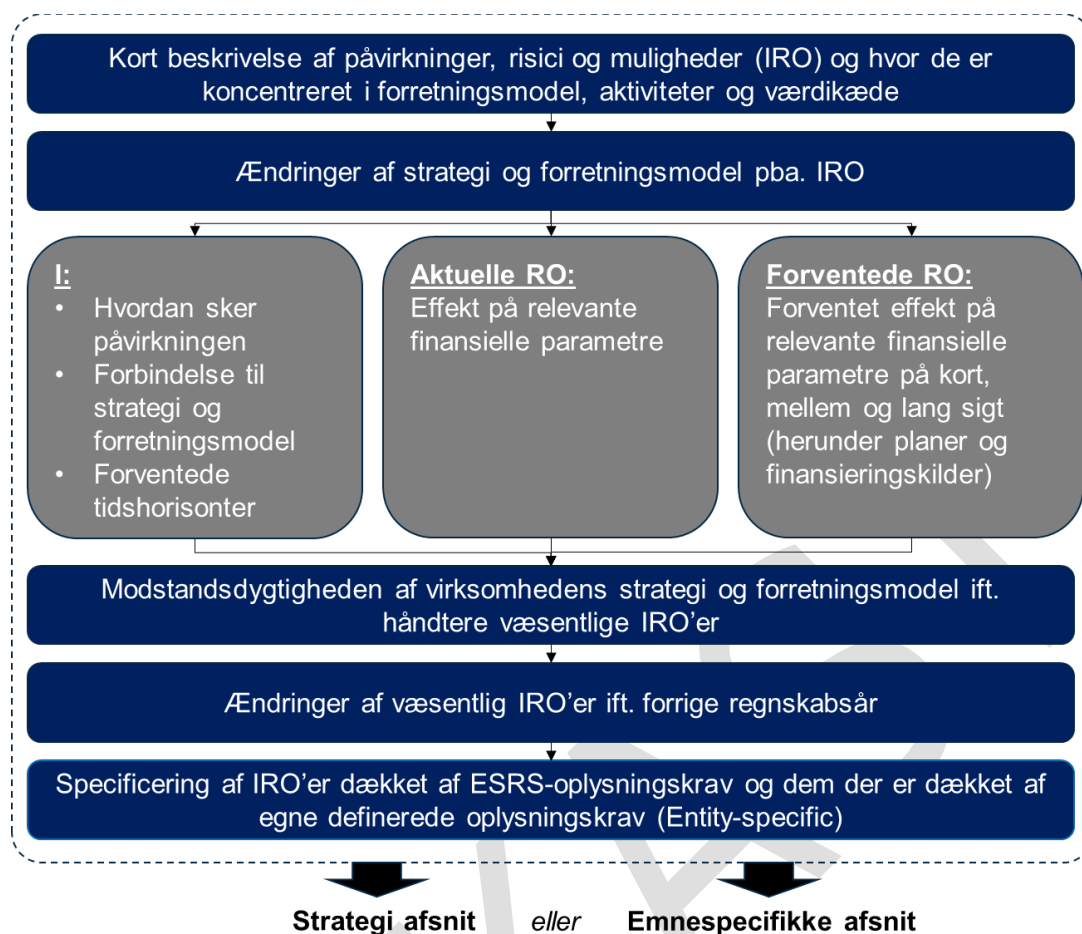 Kort beskrivelse af påvirkninger, risici og muligheder (IRO) og hvor de er
koncentreret i forretningsmodel, aktiviteter og værdikæde
Ændringer af strategi og forretningsmodel pba. IRO
I:
• Hvordan sker
påvirkningen
• Forbindelse til
strategi og
forretningsmodel
• Forventede
tidshorisonter
Aktuelle RO:
Effekt på relevante
finansielle parametre
Forventede RO:
Forventet effekt på
relevante finansielle
parametre på kort,
mellem og lang sigt
(herunder planer og
finansieringskilder)
Modstandsdygtigheden af virksomhedens strategi og forretningsmodel ift.
håndtere væsentlige IRO’er
Ændringer af væsentlig IRO’er ift. forrige regnskabsår
Specificering af IRO’er dækket af ESRS-oplysningskrav og dem der er dækket af
egne definerede oplysningskrav (Entity-specific)
Strategi afsnit eller Emnespecifikke afsnit